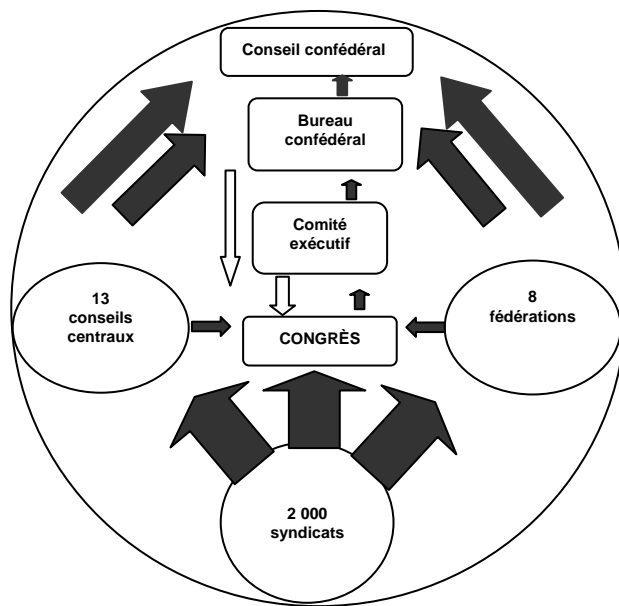 Conseil confédéral
Bureau
confédéral
Comité
exécutif
13
conseils
centraux
8
fédérations
CONGRÈS
2 000
syndicats